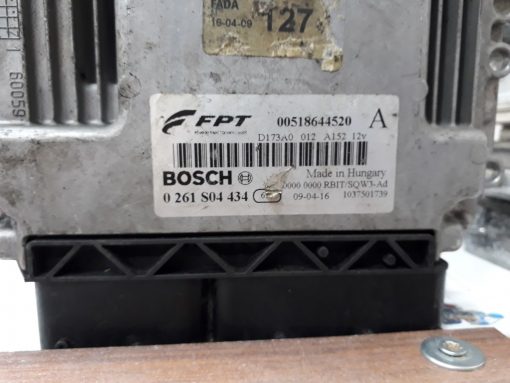 FADA
16-04-09
127
60059
FPT
00518644520
A
D173A0 012 A152 12v
BOSCH
Made in Hungary
0000 0000 RBIT/SQW3-Ad
0 261 S04 434
09-04-16
1037501739